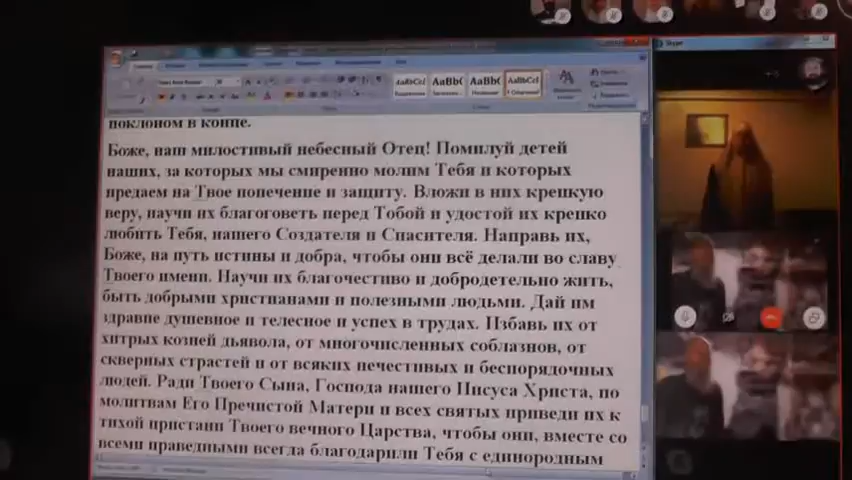 поклоном в конце.
Боже, наш милостивый небесный Отец! Помилуй детей
наших, за которых мы смиренно молим Тебя и которых
предаем на Твое попечение и защиту. Вложи в них крепкую
веру, научи их благоговеть перед Тобой и удостой их крепко
любить Тебя, нашего Создателя и Спасителя. Направь их,
Боже, на путь истины и добра, чтобы они всё делали во славу
Твоего имени. Научи их благочестиво и добродетельно жить,
быть добрыми христианами и полезными людьми. Дай им
здравие душевное и телесное и успех в трудах. Избавь их от
хитрых козней дьявола, от многочисленных соблазнов, от
скверных страстей и от всяких нечестивых и беспорядочных
людей. Ради Твоего Сына, Господа нашего Иисуса Христа, по
молитвам Его Пречистой Матери и всех святых приведи их к
тихой пристани Твоего вечного Царства, чтобы они, вместе со
всеми праведными всегда благодарили Тебя с единородным
Skype
AaBbCcI
AaBbC
AaBbC
AaBbCcI